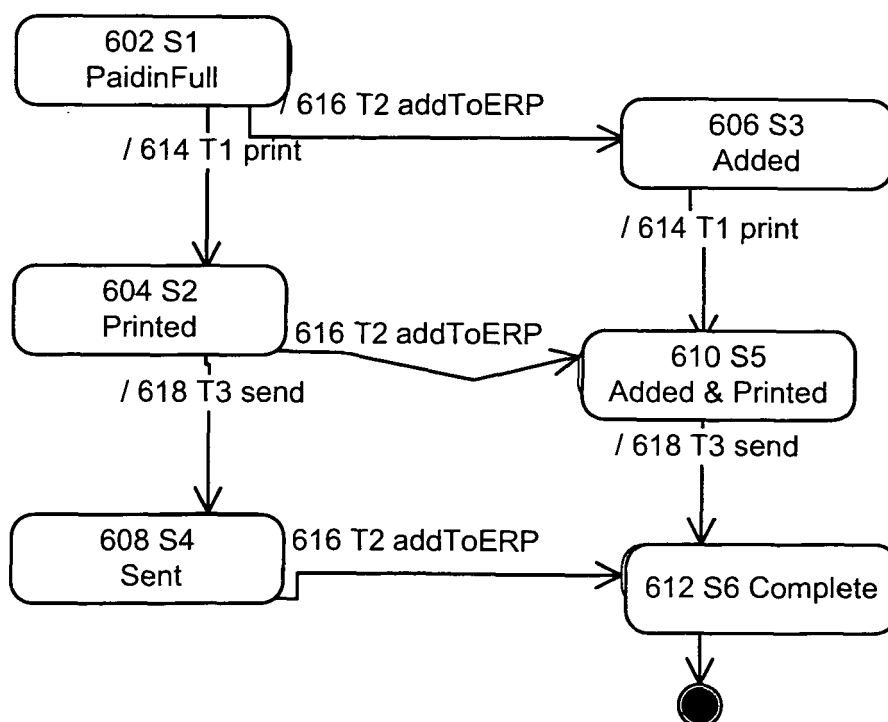 602 S1
PaidinFull
/ 616 T2 addToERP
606 S3
Added
/ 614 T1 print
/ 614 T1 print
604 S2
Printed
616 T2 addToERP
610 S5
Added & Printed
/ 618 T3 send
/ 618 T3 send
608 S4
Sent
616 T2 addToERP
612 S6 Complete